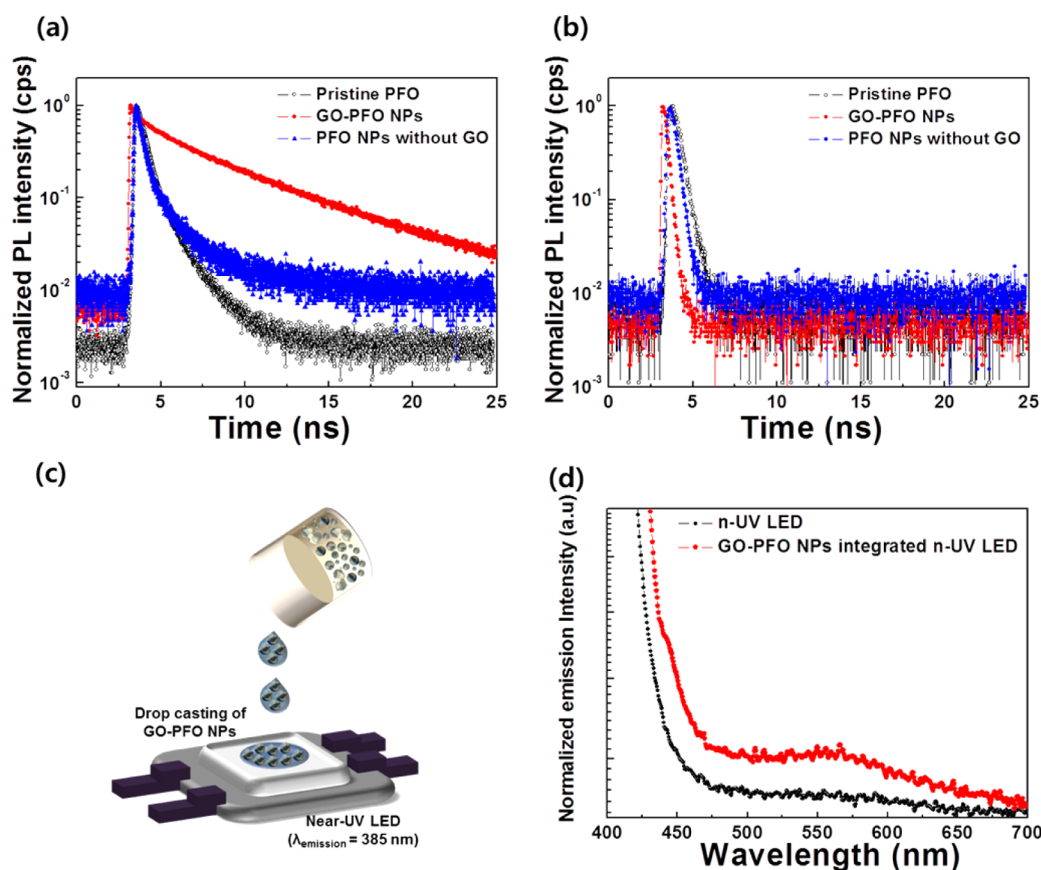 (a)
Normalized PL intensity (cps)
10⁰
10⁻¹
10⁻²
10⁻³
Pristine PFO
GO-PFO NPs
PFO NPs without GO
0 5 10 15 20 25
Time (ns)
(b)
Normalized PL intensity (cps)
10⁰
10⁻¹
10⁻²
10⁻³
Pristine PFO
GO-PFO NPs
PFO NPs without GO
0 5 10 15 20 25
Time (ns)
(c)
Drop casting of
GO-PFO NPs
Near-UV LED
(λemission = 385 nm)
(d)
Normalized emission Intensity (a.u)
n-UV LED
GO-PFO NPs integrated n-UV LED
400 450 500 550 600 650 700
Wavelength (nm)